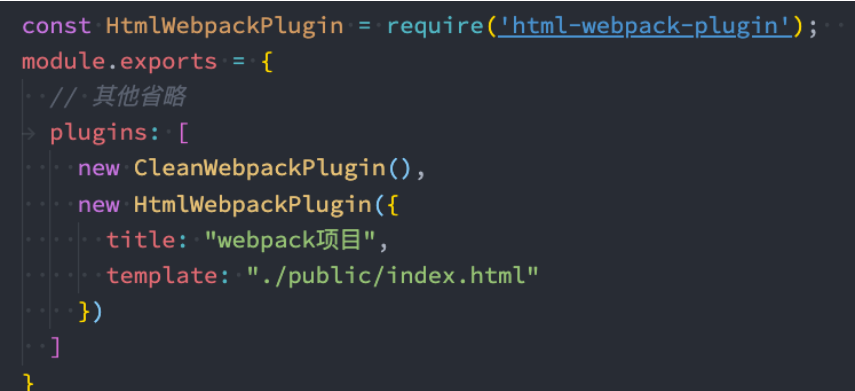 const HtmlWebpackPlugin = require('html-webpack-plugin');
module.exports = {
  // 其他省略
  plugins: [
    new CleanWebpackPlugin(),
    new HtmlWebpackPlugin({
      title: "webpack项目",
      template: "./public/index.html"
    })
  ]
}